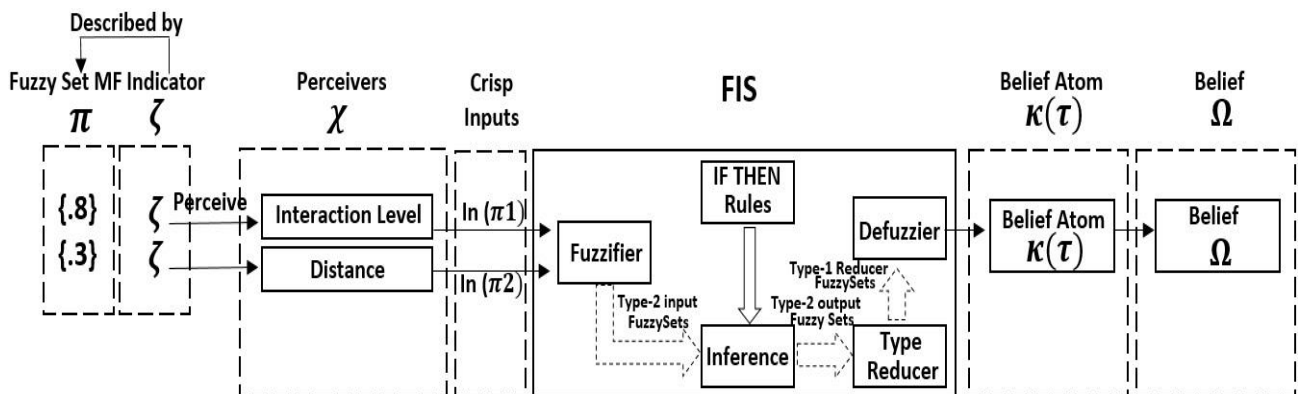 Described by
Fuzzy Set MF Indicator
π ζ
{.8}
{.3}
ζ
ζ
Perceive
Perceivers
χ
Interaction Level
Distance
Crisp
Inputs
In (π1)
In (π2)
FIS
Fuzzifier
IF THEN
Rules
Type-2 input
FuzzySets
Inference
Type-2 output
Fuzzy Sets
Type
Reducer
Type-1 Reducer
FuzzySets
Defuzzier
Belief Atom
κ(τ)
Belief Atom
κ(τ)
Belief
Ω
Belief
Ω